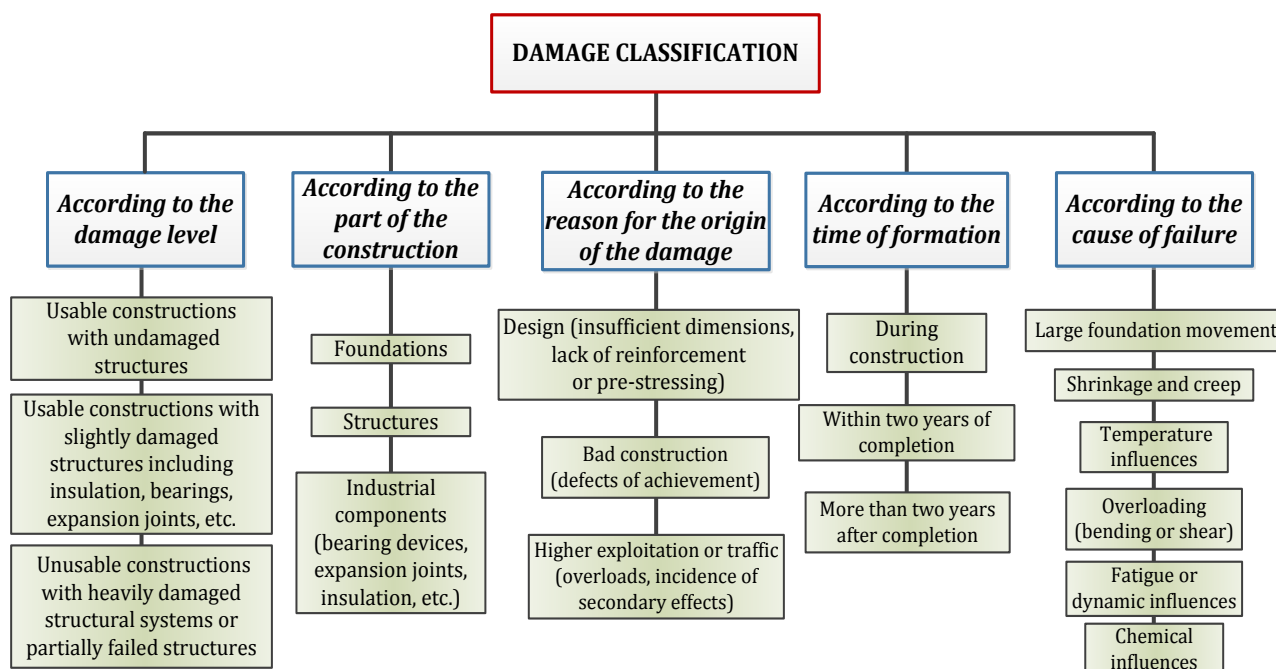 DAMAGE CLASSIFICATION
According to the
damage level
Usable constructions
with undamaged
structures
Usable constructions with
slightly damaged
structures including
insulation, bearings,
expansion joints, etc.
Unusable constructions
with heavily damaged
structural systems or
partially failed structures
According to the
part of the
construction
Foundations
Structures
Industrial
components
(bearing devices,
expansion joints,
insulation, etc.)
According to the
reason for the origin
of the damage
Design (insufficient dimensions,
lack of reinforcement
or pre-stressing)
Bad construction
(defects of achievement)
Higher exploitation or traffic
(overloads, incidence of
secondary effects)
According to the
time of formation
During
construction
Within two years of
completion
More than two years
after completion
According to the
cause of failure
Large foundation movement
Shrinkage and creep
Temperature
influences
Overloading
(bending or shear)
Fatigue or
dynamic influences
Chemical
influences